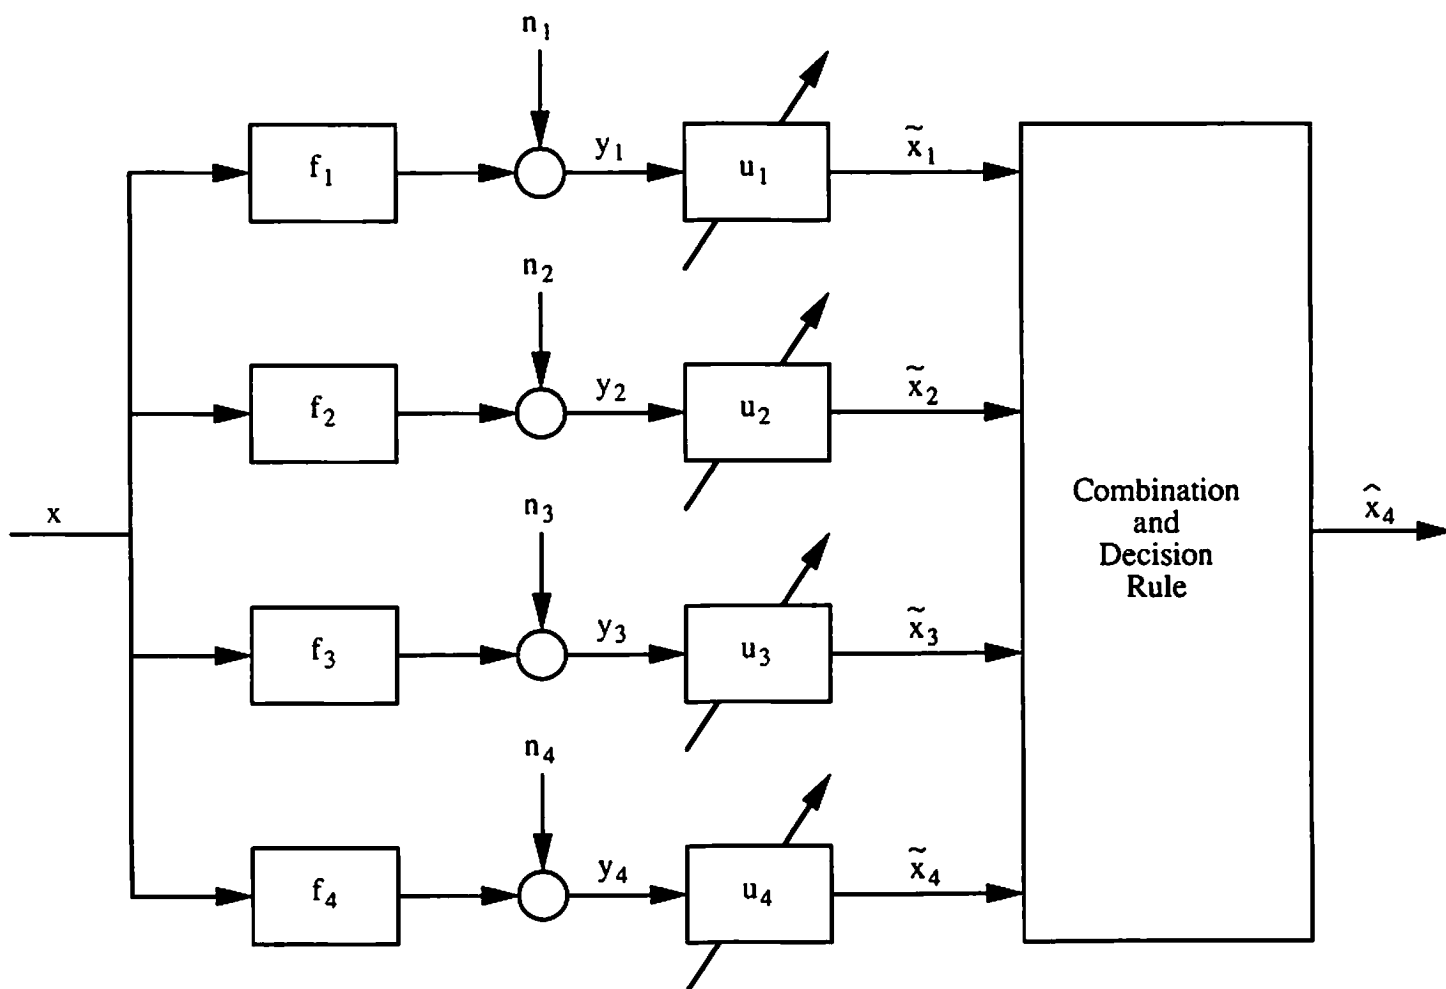 n₁
f₁
y₁
u₁
x̃₁
n₂
f₂
y₂
u₂
x̃₂
x
n₃
Combination
and
Decision
Rule
x̂₄
f₃
y₃
u₃
x̃₃
n₄
f₄
y₄
u₄
x̃₄